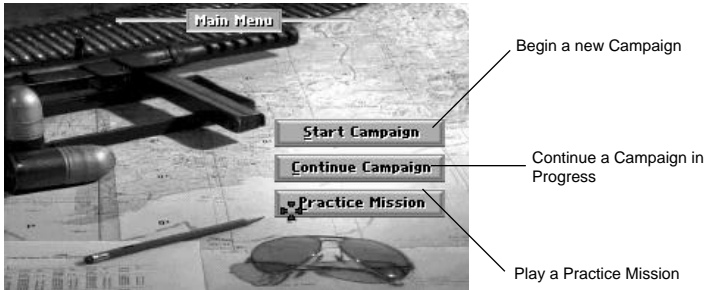 Main Menu
Begin a new Campaign
Start Campaign
Continue Campaign
Continue a Campaign in
Progress
Practice Mission
Play a Practice Mission